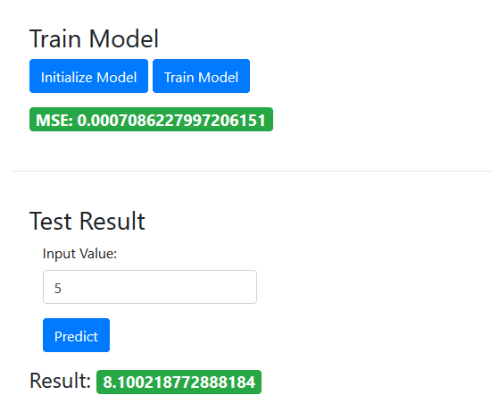 Train Model
Initialize Model Train Model
MSE: 0.0007086227997206151
Test Result
Input Value:
5
Predict
Result: 8.100218772888184